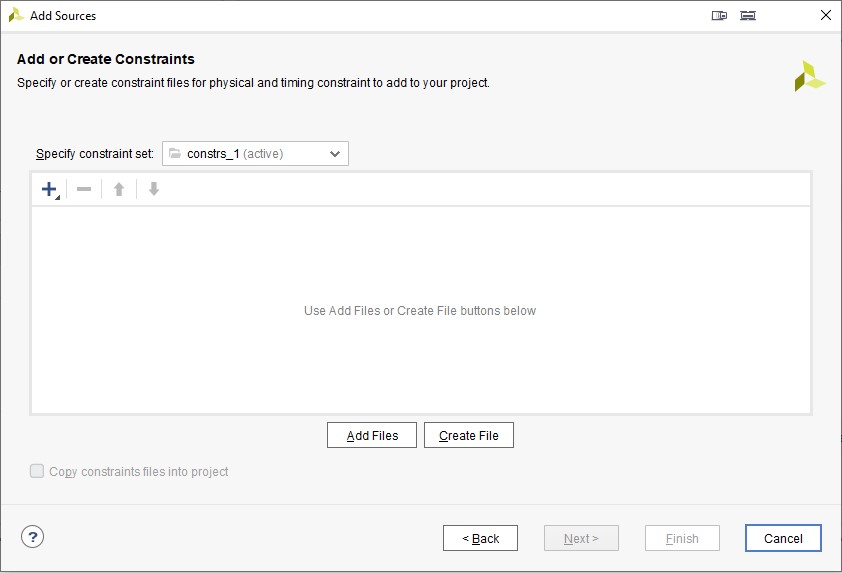 Add Sources
Add or Create Constraints
Specify or create constraint files for physical and timing constraint to add to your project.
Specify constraint set: constrs_1 (active)
Use Add Files or Create File buttons below
Add Files Create File
Copy constraints files into project
? < Back Next > Finish Cancel